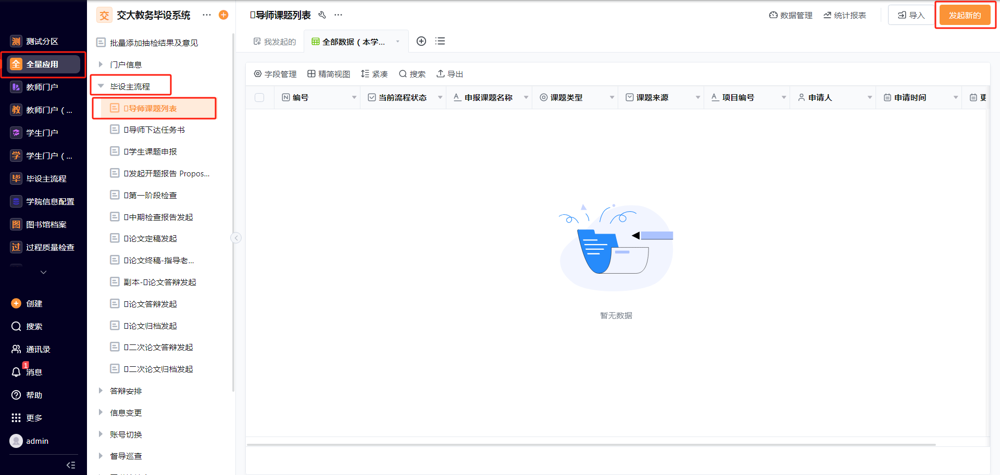 测 测试分区
全 全量应用
教师门户
教 教师门户（...
学生门户
学 学生门户（...
毕 毕设主流程
学院信息配置
图 图书馆档案
过 过程质量检查
创建
搜索
通讯录
1
消息
帮助
更多
admin
交 交大教务毕设系统
批量添加抽检结果及意见
门户信息
毕设主流程
导师课题列表
导师下达任务书
学生课题申报
发起开题报告 Propos...
第一阶段检查
中期检查报告发起
论文定稿发起
论文终稿-指导老...
副本-论文答辩发起
论文答辩发起
论文归档发起
二次论文答辩发起
二次论文归档发起
答辩安排
信息变更
账号切换
督导巡查
导师课题列表
数据管理 统计报表 导入 发起新的
我发起的 全部数据（本学...
字段管理 精简视图 紧凑 搜索 导出
编号 当前流程状态 申报课题名称 课题类型 课题来源 项目编号 申请人 申请时间 更
暂无数据